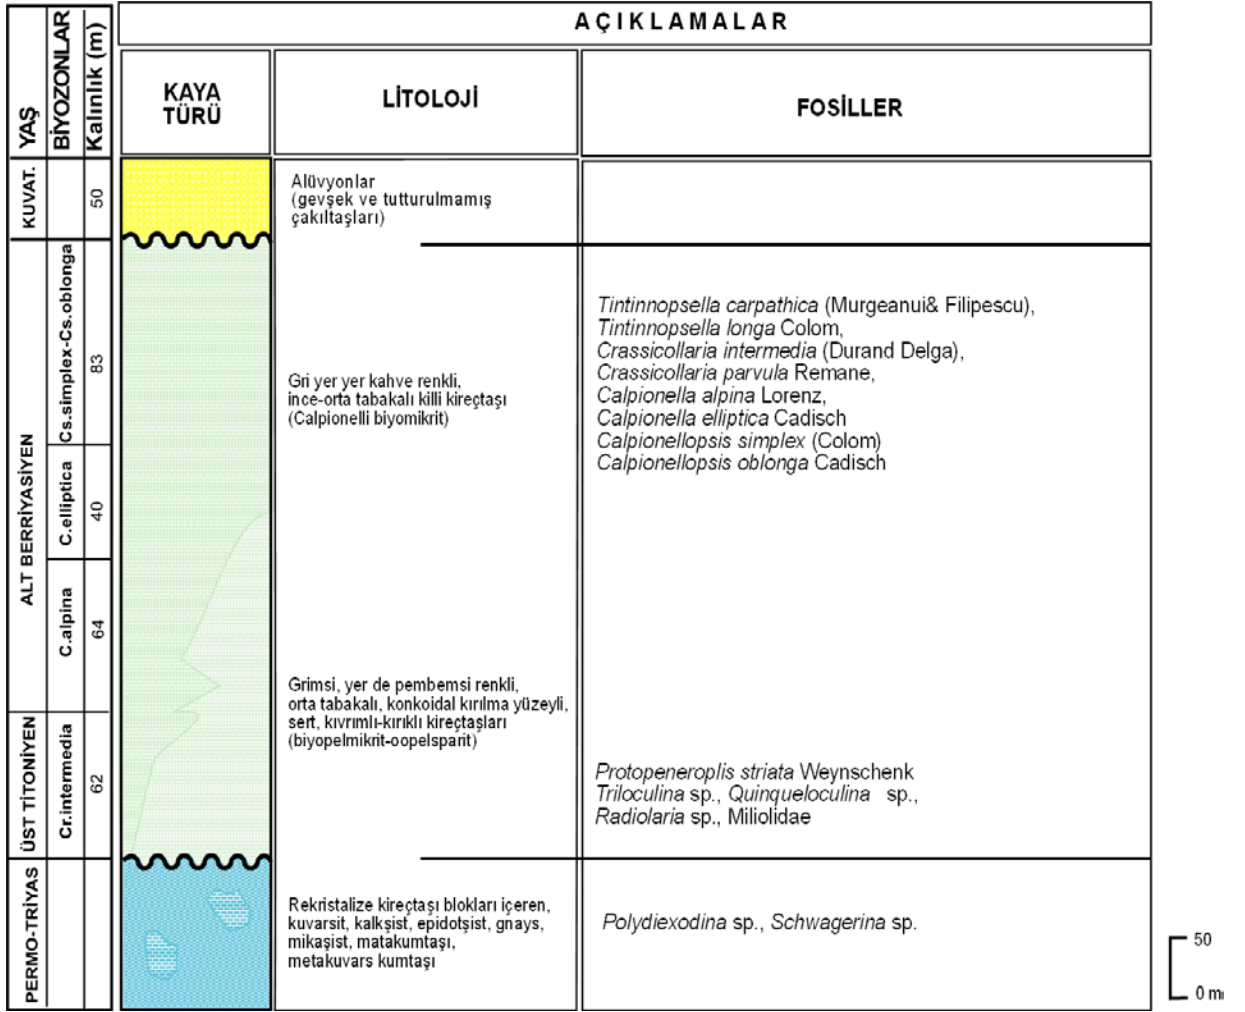 AÇIKLAMALAR
YAŞ
BİYOZONLAR
Kalınlık (m)
KAYA
TÜRÜ
LİTOLOJİ
FOSİLLER
KUVAT.
50
Alüvyonlar
(gevşek ve tutturulmamış
çakıltaşları)
ALT BERRİYASİYEN
Cs.simplex-Cs.oblonga
83
Gri yer yer kahve renkli,
ince-orta tabakalı killi kireçtaşı
(Calpionelli biyomikrit)
Tintinnopsella carpathica (Murgeanui& Filipescu),
Tintinnopsella longa Colom,
Crassicollaria intermedia (Durand Delga),
Crassicollaria parvula Remane,
Calpionella alpina Lorenz,
Calpionella elliptica Cadisch
Calpionellopsis simplex (Colom)
Calpionellopsis oblonga Cadisch
C.elliptica
40
C.alpina
64
Grimsi, yer de pembemsi renkli,
orta tabakalı, konkoidal kırılma yüzeyli,
sert, kıvrımlı-kırıklı kireçtaşları
(biyopelmikrit-oopelsparit)
ÜST TİTONİYEN
Cr.intermedia
62
Protopeneroplis striata Weynschenk
Triloculina sp., Quinqueloculina sp.,
Radiolaria sp., Miliolidae
PERMO-TRİYAS
Rekristalize kireçtaşı blokları içeren,
kuvarsit, kalkşist, epidotşist, gnays,
mikaşist, matakumtaşı,
metakuvars kumtaşı
Polydiexodina sp., Schwagerina sp.
50
0 m